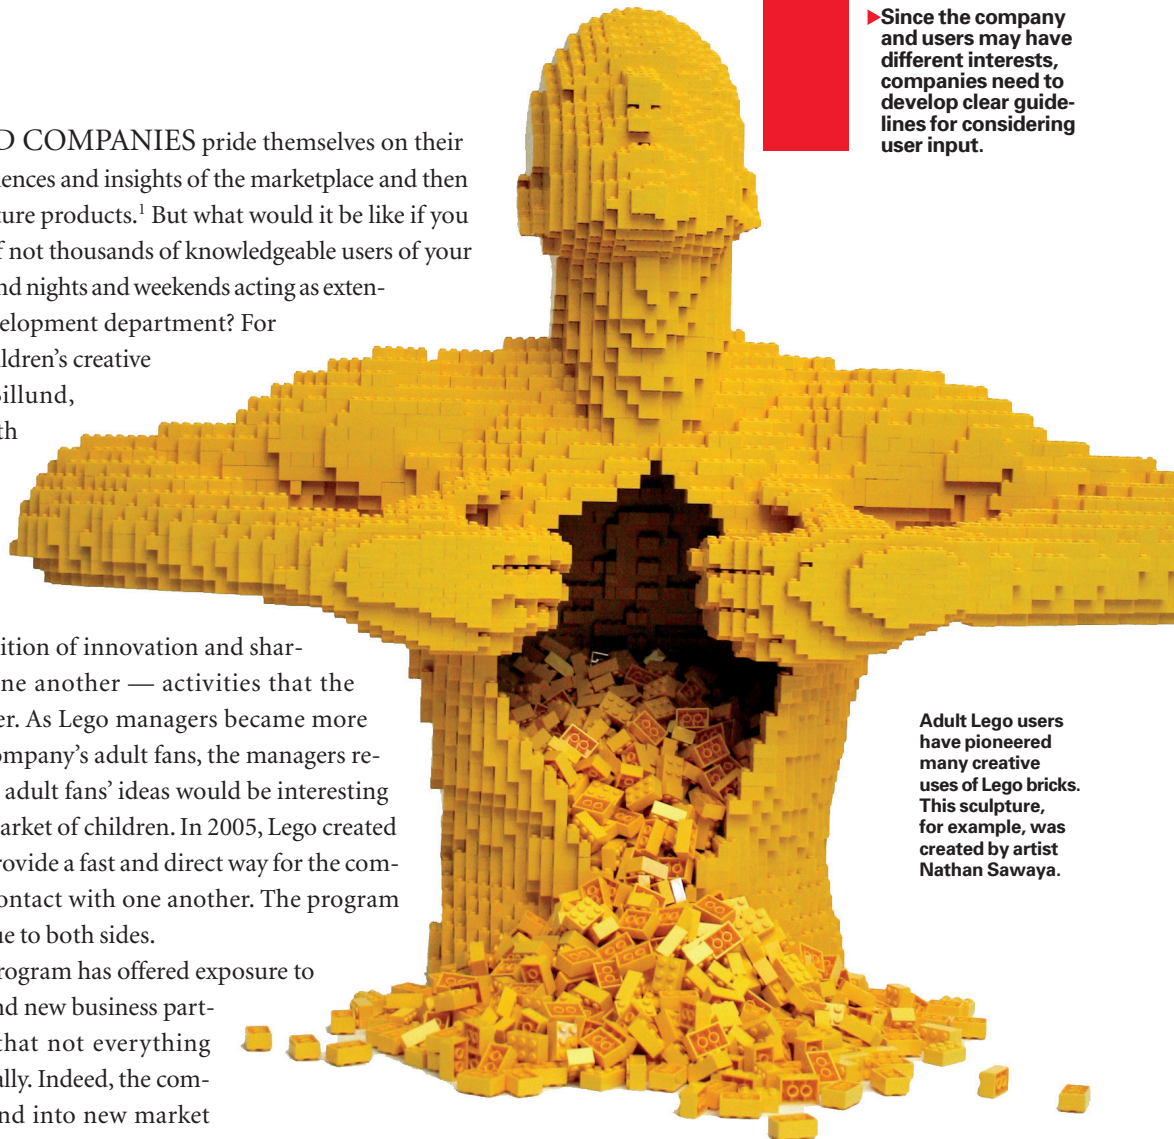 ▶Since the company
and users may have
different interests,
companies need to
develop clear guide-
lines for considering
user input.
D COMPANIES pride themselves on their
iences and insights of the marketplace and then
ture products.¹ But what would it be like if you
f not thousands of knowledgeable users of your
nd nights and weekends acting as exten-
elopment department? For
ildren’s creative
Billund,
th
ition of innovation and shar-
ne another — activities that the
er. As Lego managers became more
ompany’s adult fans, the managers re-
adult fans’ ideas would be interesting
arket of children. In 2005, Lego created
rovide a fast and direct way for the com-
ontact with one another. The program
ue to both sides.
rogram has offered exposure to
nd new business part-
that not everything
ally. Indeed, the com-
nd into new market
Adult Lego users
have pioneered
many creative
uses of Lego bricks.
This sculpture,
for example, was
created by artist
Nathan Sawaya.